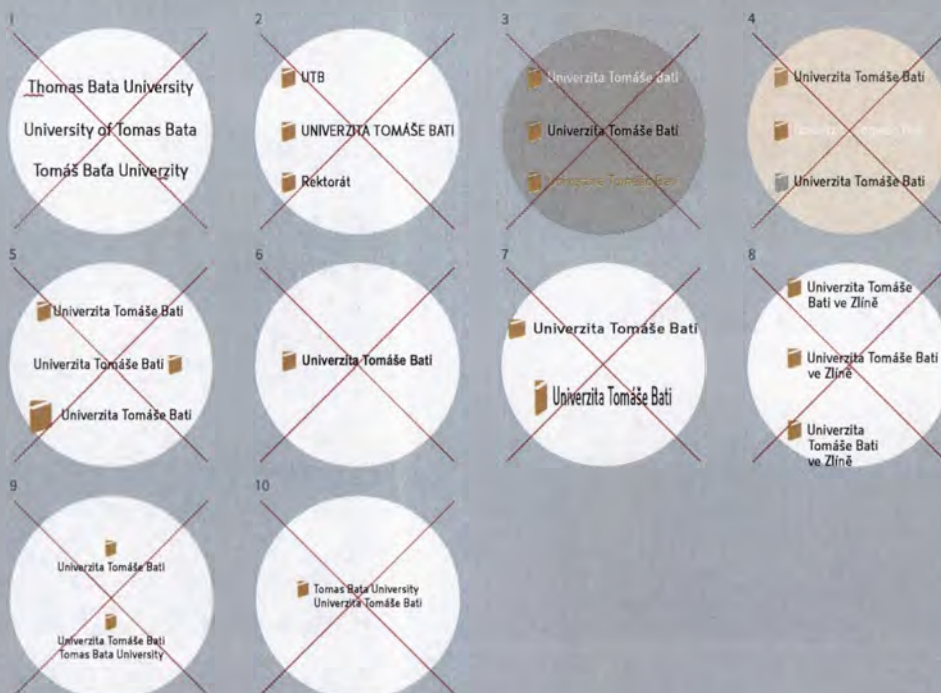 1
Thomas Bata University
University of Tomas Bata
Tomáš Baťa Univerzity
2
UTB
UNIVERZITA TOMÁŠE BATI
Rektorát
3
Univerzita Tomáše Bati
Univerzita Tomáše Bati
Univerzita Tomáše Bati
4
Univerzita Tomáše Bati
Univerzita Tomáše Bati
5
Univerzita Tomáše Bati
Univerzita Tomáše Bati
Univerzita Tomáše Bati
6
Univerzita Tomáše Bati
7
Univerzita Tomáše Bati
Univerzita Tomáše Bati
8
Univerzita Tomáše
Bati ve Zlíně
Univerzita Tomáše Bati
ve Zlíně
Univerzita
Tomáše Bati
ve Zlíně
9
Univerzita Tomáše Bati
Univerzita Tomáše Bati
Tomas Bata University
10
Tomas Bata University
Univerzita Tomáše Bati